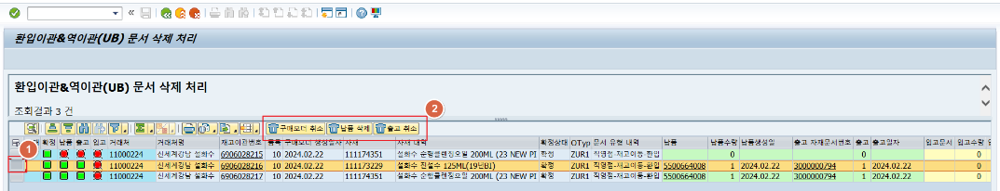 환입이관&역이관(UB) 문서 삭제 처리
환입이관&역이관(UB) 문서 삭제 처리
조회결과 3 건
2
구매오더 취소 납품 삭제 출고 취소
1
확정 납품 출고 입고 거래처 거래처명 재고이관번호 품목 구매오더 생성일자 자재 자재 내역 확정상태 OTyp 문서 유형 내역 납품 납품수량 납품생성일 출고 자재문서번호 출고 출고일자 입고문서 입고수량
11000224 신세계강남 설화수 6906028215 10 2024.02.22 111174351 설화수 순행클렌징오일 200ML (23 NEW PI 확정 ZUR1 직영점-재고이동-환입 0 0 0
11000224 신세계강남 설화수 6906028216 10 2024.02.22 111173229 설화수 진설수 125ML(19년BI) 확정 ZUR1 직영점-재고이동-환입 5500664008 1 2024.02.22 3000000794 1 2024.02.22 0
11000224 신세계강남 설화수 6906028217 10 2024.02.22 111174351 설화수 순행클렌징오일 200ML (23 NEW PI 확정 ZUR1 직영점-재고이동-환입 5500664008 1 2024.02.22 3000000794 1 2024.02.22 0